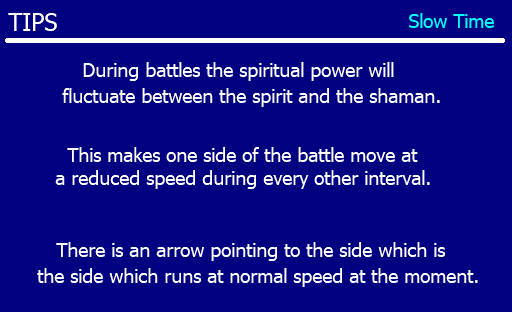 TIPS
Slow Time
During battles the spiritual power will
fluctuate between the spirit and the shaman.
This makes one side of the battle move at
a reduced speed during every other interval.
There is an arrow pointing to the side which is
the side which runs at normal speed at the moment.